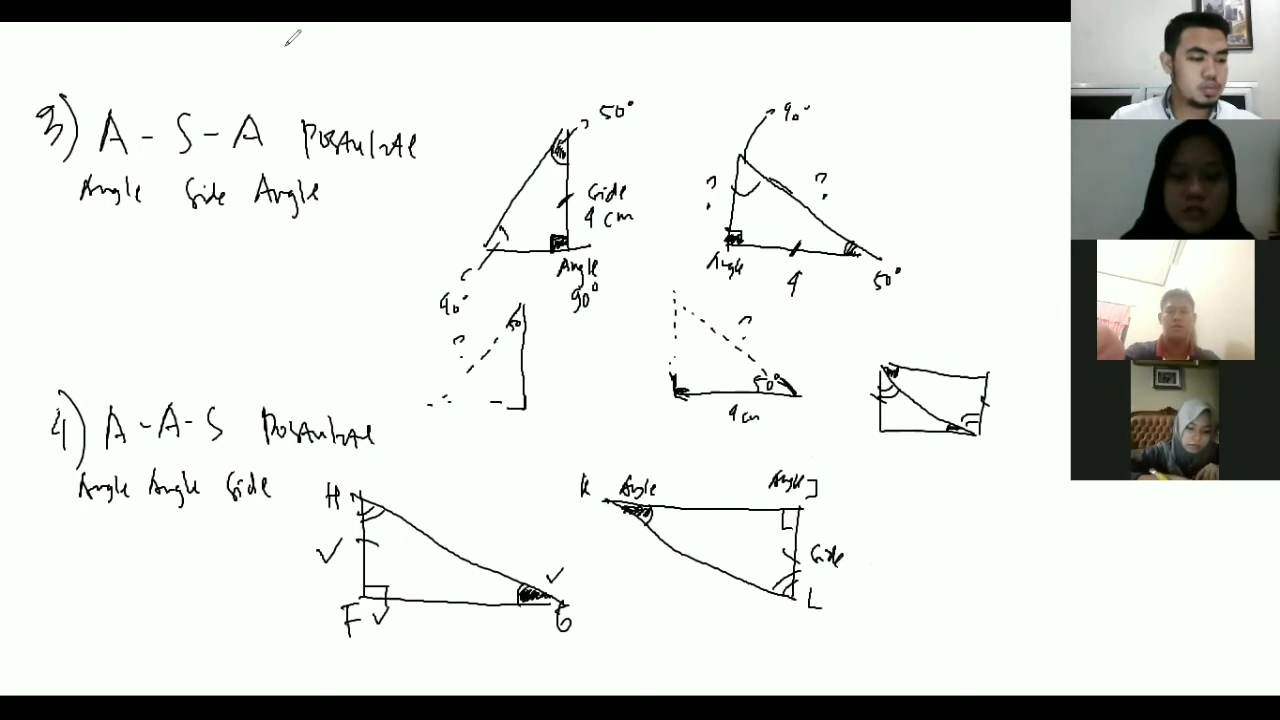 3) A - S - A Postulate
Angle Side Angle
50°
Side
4 cm
Angle
90°
90°
?
50
90°
?
?
Angle
4
50°
?
50°
4 cm
4) A - A - S Postulate
Angle Angle Side
H
F
G
K Angle Angle J
Side
L